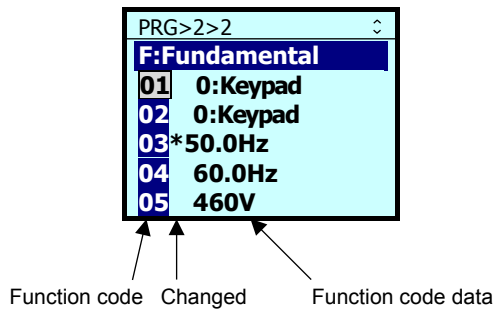 PRG>2>2
F:Fundamental
01 0:Keypad
02 0:Keypad
03*50.0Hz
04 60.0Hz
05 460V
Function code Changed Function code data